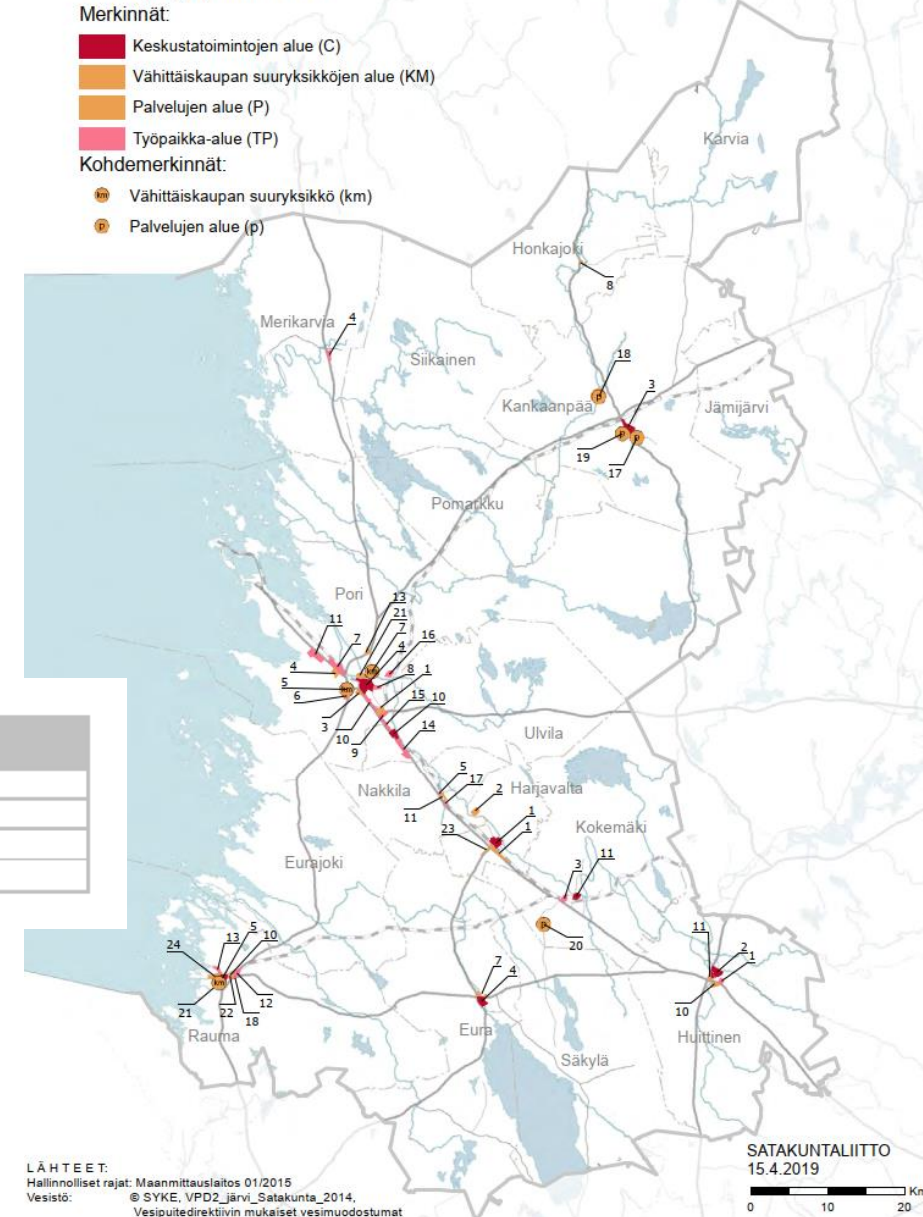 Merkinnät:
Keskustatoimintojen alue (C)
Vähittäiskaupan suuryksikköjen alue (KM)
Palvelujen alue (P)
Työpaikka-alue (TP)
Kohdemerkinnät:
km Vähittäiskaupan suuryksikkö (km)
p Palvelujen alue (p)
Karvia
Honkajoki
8
Merikarvia
4
Siikainen
18
p
3
Kankaanpää
Jämijärvi
p
p
19
17
Pomarkku
Pori
13
21
11
7
7
4
16
km
4
8
1
5
km
6
15
10
3
10
9
14
Ulvila
Nakkila
5
17
2
Harjavalta
11
1
23
1
Kokemäki
Eurajoki
3
11
p
20
24
13
5
10
11
2
1
km
12
21
22
18
10
7
4
Rauma
Eura
Huittinen
Säkylä
LÄHTEET:
Hallinnolliset rajat: Maanmittauslaitos 01/2015
Vesistö: © SYKE, VPD2_järvi_Satakunta_2014,
Vesipuitedirektiivin mukaiset vesimuodostumat
SATAKUNTALIITTO
15.4.2019
Km
0 10 20